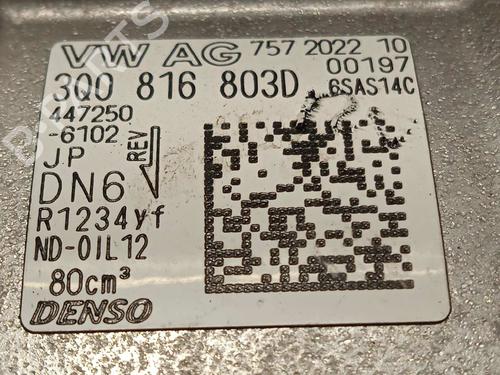 VW AG 757 2022 10
00197
3Q0 816 803D 6SAS14C
447250
-6102
JP
REV
DN6
R1234yf
ND-OIL12
80cm³
DENSO